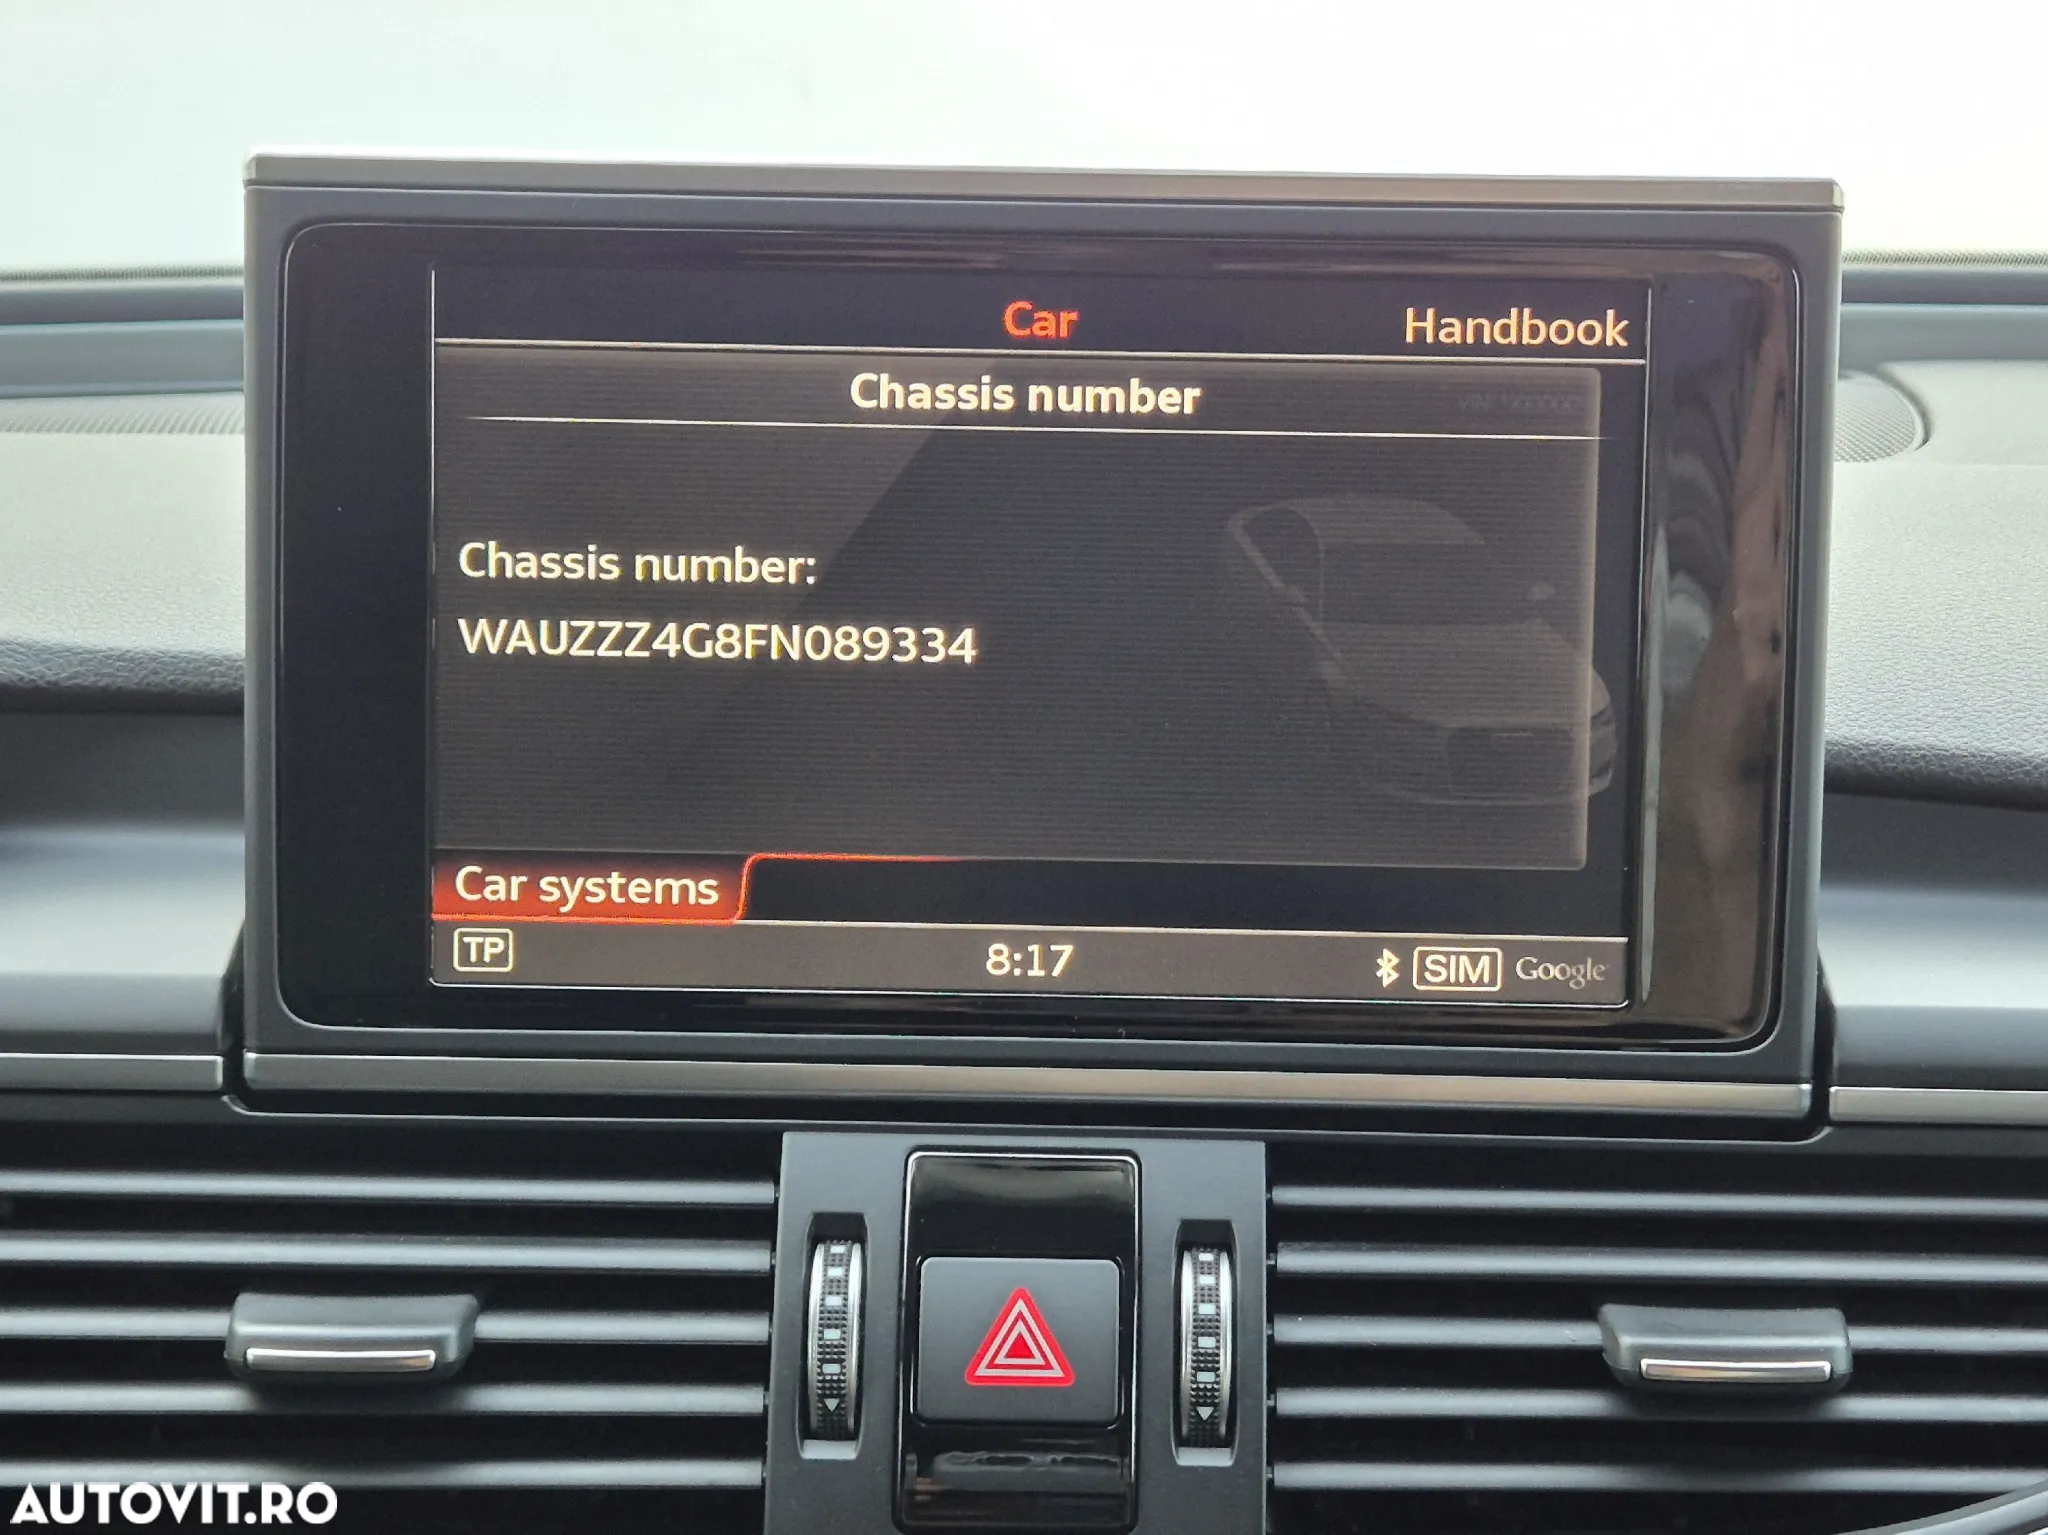 Car
Handbook
Chassis number
Chassis number:
WAUZZZ4G8FN089334
Car systems
TP
8:17
SIM
Google
AUTOVIT.RO